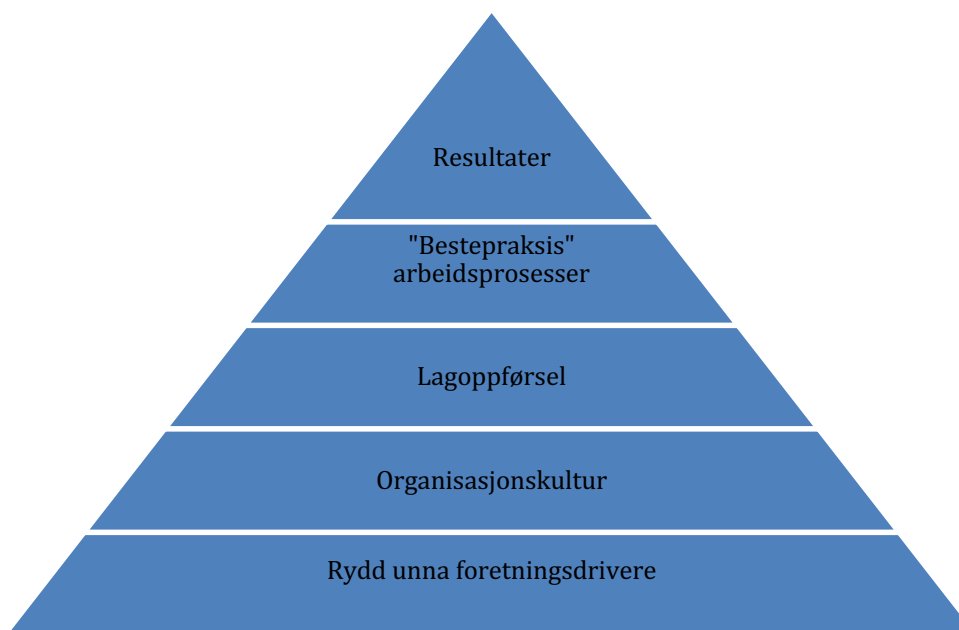 Resultater
"Bestepraksis"
arbeidsprosesser
Lagoppførsel
Organisasjonskultur
Rydd unna foretningsdrivere